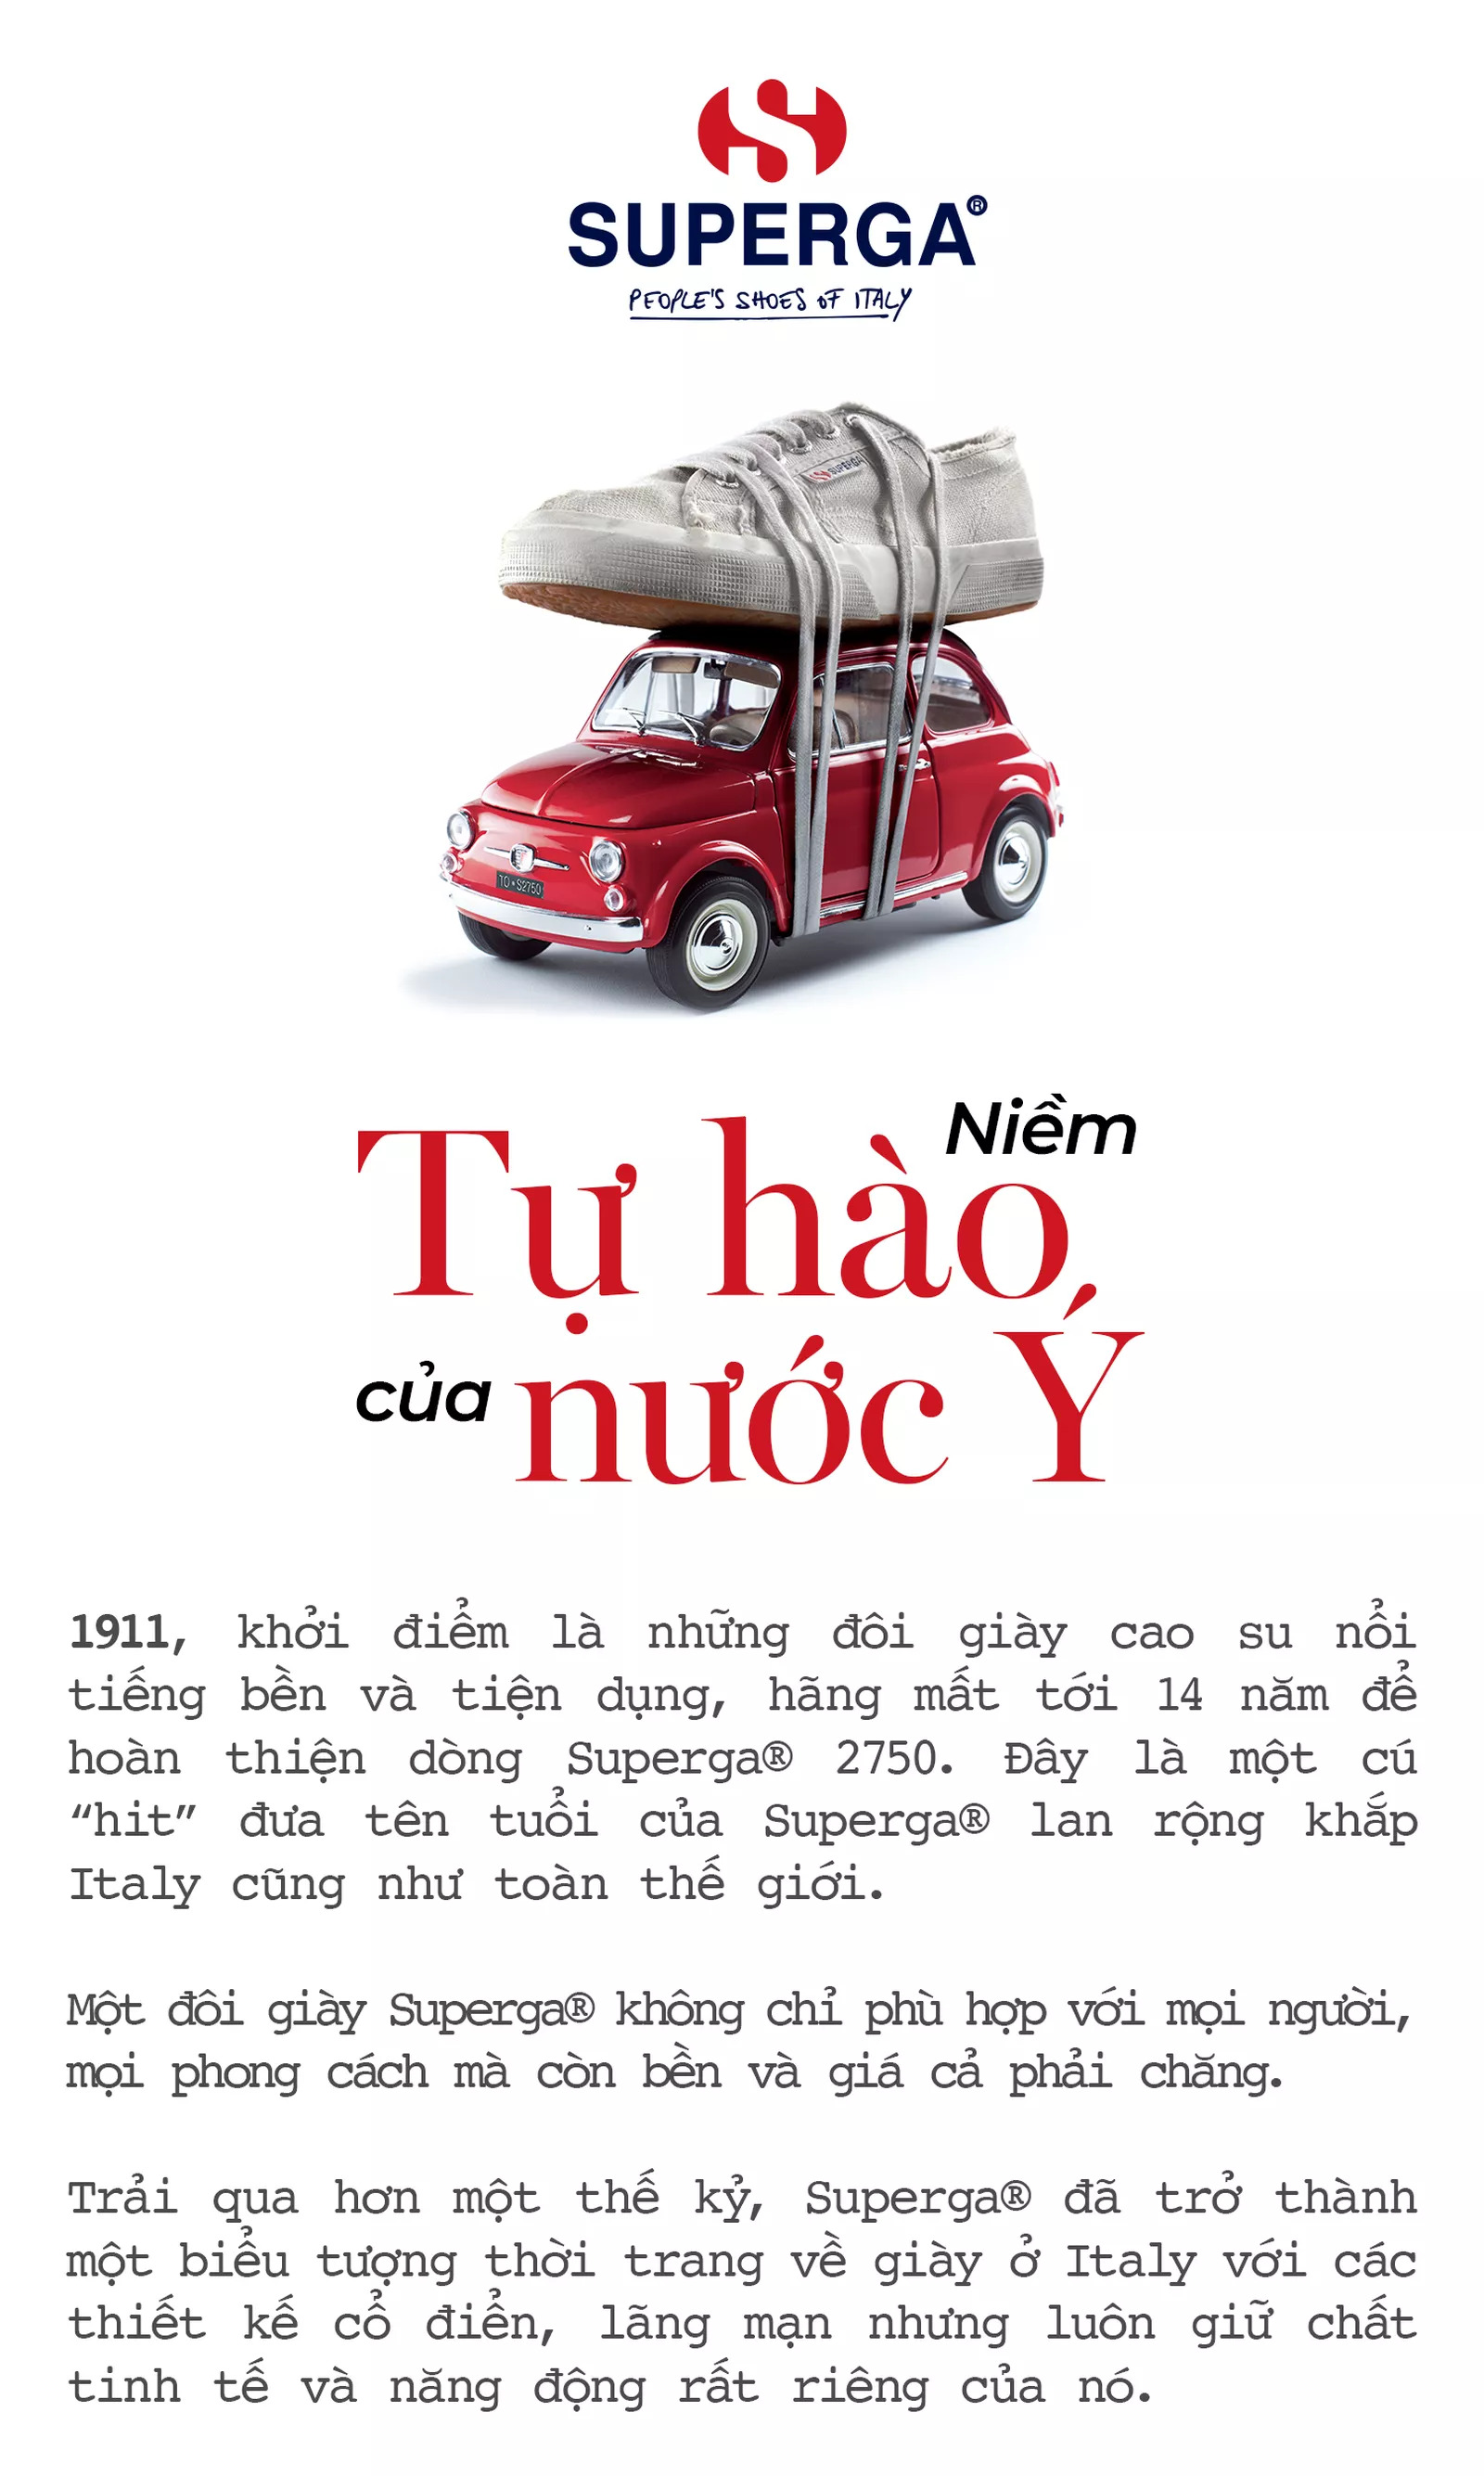 SUPERGA®
PEOPLE'S SHOES OF ITALY
SUPERGA
TO•S2750
Niềm
Tự hào
của nước Ý
1911, khởi điểm là những đôi giày cao su nổi
tiếng bền và tiện dụng, hãng mất tới 14 năm để
hoàn thiện dòng Superga® 2750. Đây là một cú
“hit” đưa tên tuổi của Superga® lan rộng khắp
Italy cũng như toàn thế giới.
Một đôi giày Superga® không chỉ phù hợp với mọi người,
mọi phong cách mà còn bền và giá cả phải chăng.
Trải qua hơn một thế kỷ, Superga® đã trở thành
một biểu tượng thời trang về giày ở Italy với các
thiết kế cổ điển, lãng mạn nhưng luôn giữ chất
tinh tế và năng động rất riêng của nó.